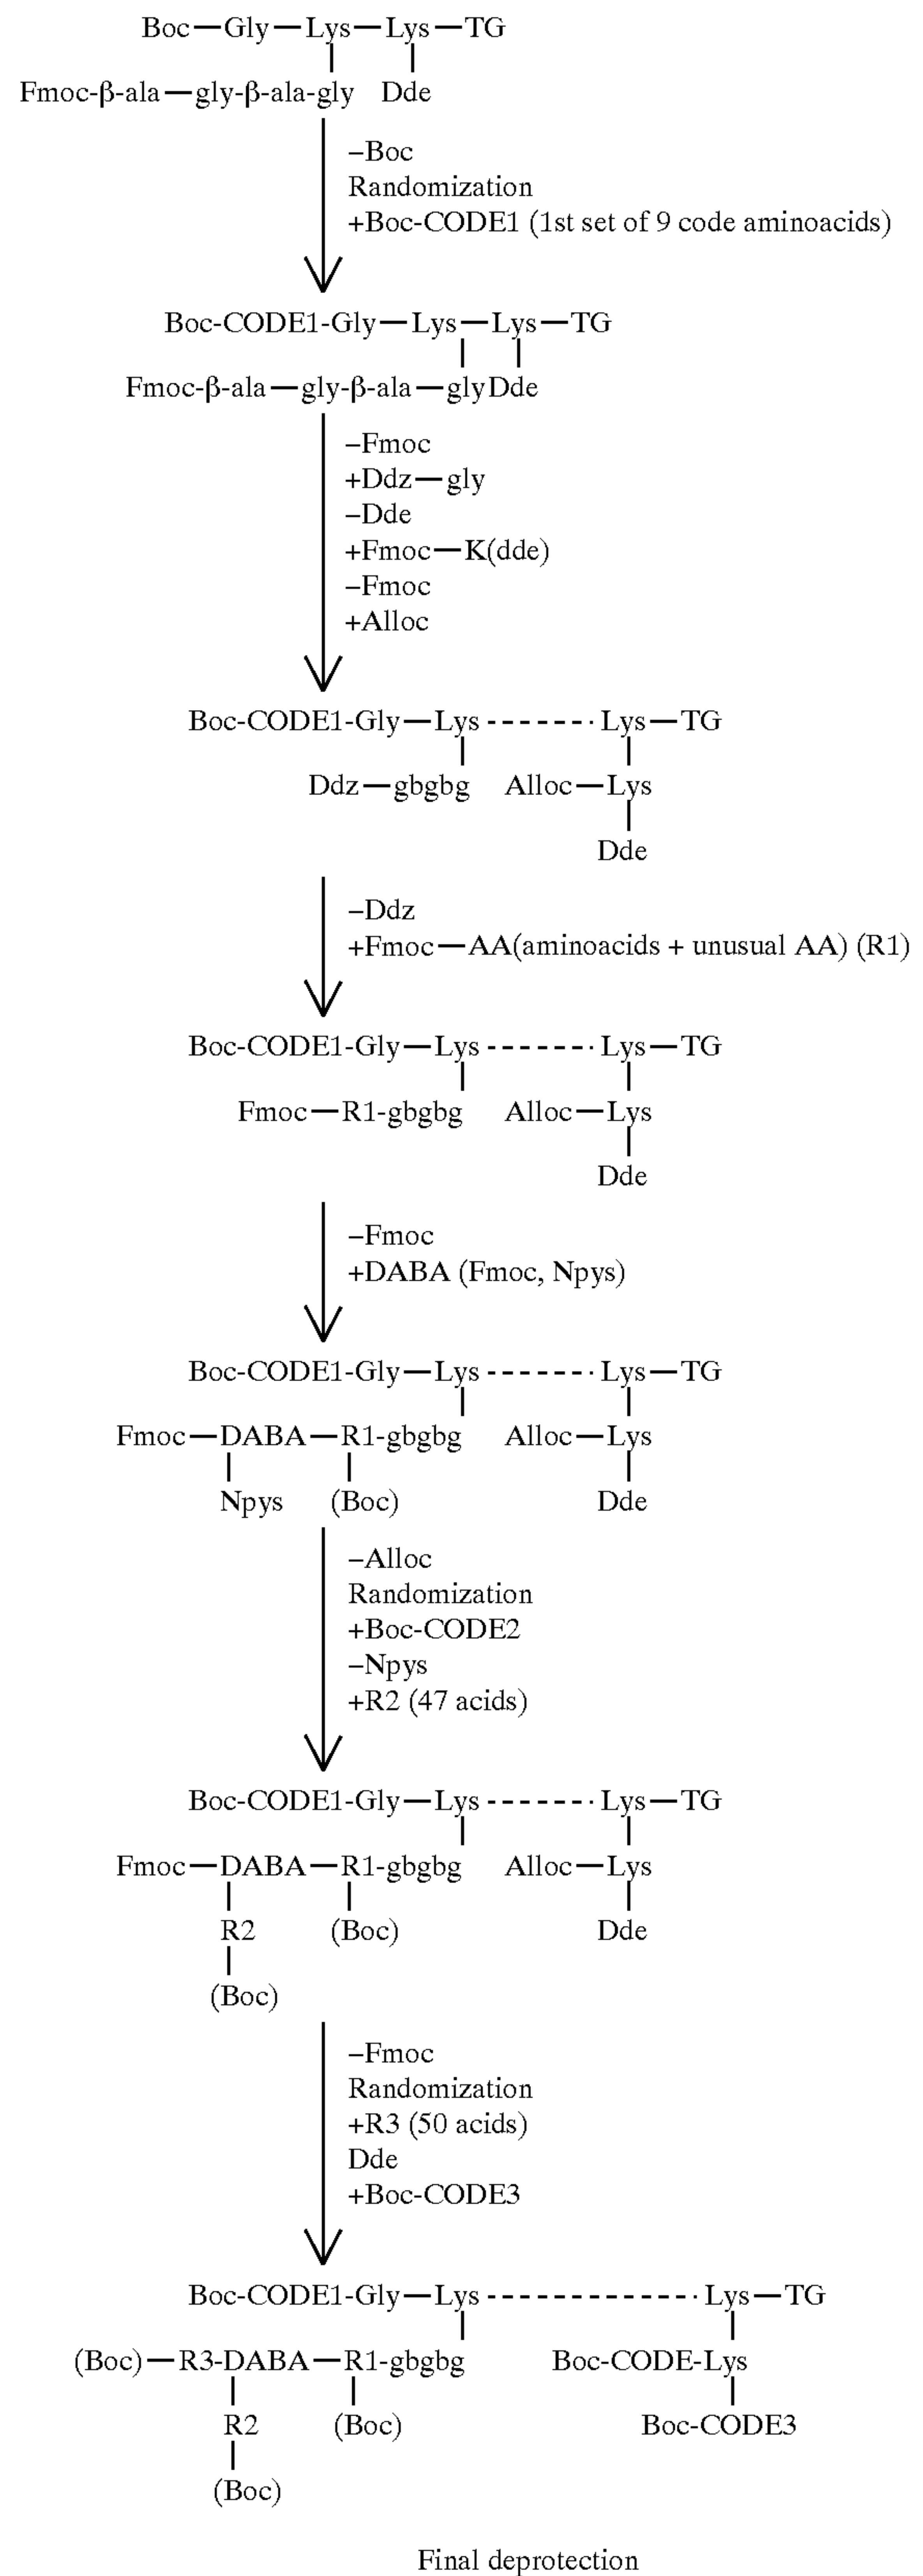 Boc—Gly—Lys—Lys—TG
Fmoc-β-ala—gly-β-ala-gly Dde
–Boc
Randomization
+Boc-CODE1 (1st set of 9 code aminoacids)
Boc-CODE1-Gly—Lys—Lys—TG
Fmoc-β-ala—gly-β-ala—gly Dde
–Fmoc
+Ddz—gly
–Dde
+Fmoc—K(dde)
–Fmoc
+Alloc
Boc-CODE1-Gly—Lys------Lys—TG
Ddz—gbgbg Alloc—Lys
Dde
–Ddz
+Fmoc—AA(aminoacids + unusual AA) (R1)
Boc-CODE1-Gly—Lys------Lys—TG
Fmoc—R1-gbgbg Alloc—Lys
Dde
–Fmoc
+DABA (Fmoc, Npys)
Boc-CODE1-Gly—Lys------Lys—TG
Fmoc—DABA—R1-gbgbg Alloc—Lys
Npys (Boc) Dde
–Alloc
Randomization
+Boc-CODE2
–Npys
+R2 (47 acids)
Boc-CODE1-Gly—Lys------Lys—TG
Fmoc—DABA—R1-gbgbg Alloc—Lys
R2 (Boc) Dde
(Boc)
–Fmoc
Randomization
+R3 (50 acids)
Dde
+Boc-CODE3
Boc-CODE1-Gly—Lys------------Lys—TG
(Boc)—R3-DABA—R1-gbgbg Boc-CODE-Lys
R2 (Boc) Boc-CODE3
(Boc)
Final deprotection